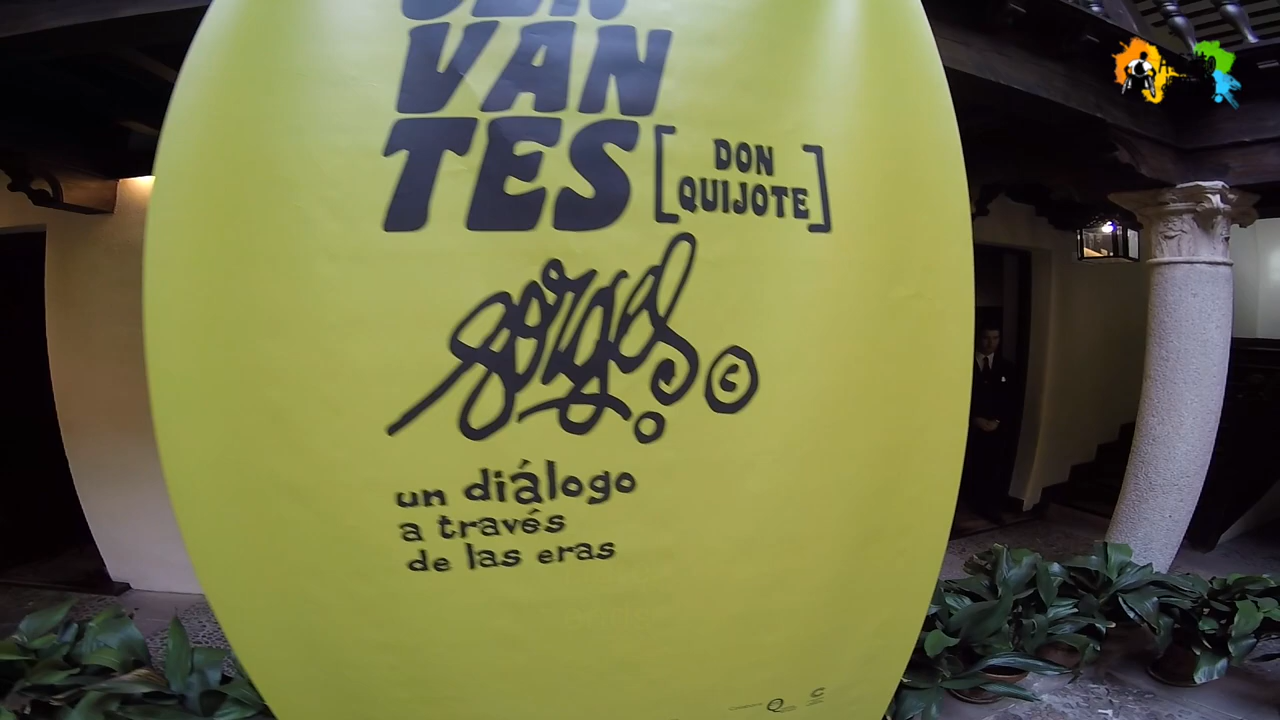 VAN
TES
[DON
QUIJOTE]
un diálogo
a través
de las eras